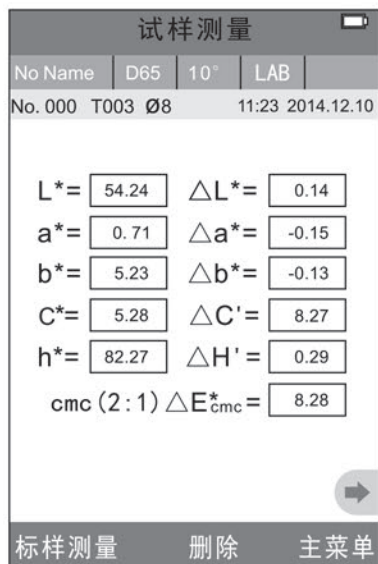 试样测量
No Name D65 10° LAB
No. 000 T003 Ø8 11:23 2014.12.10
L*= 54.24 △L*= 0.14
a*= 0.71 △a*= -0.15
b*= 5.23 △b*= -0.13
C*= 5.28 △C'= 8.27
h*= 82.27 △H'= 0.29
cmc(2:1)△E*cmc= 8.28
标样测量 删除 主菜单